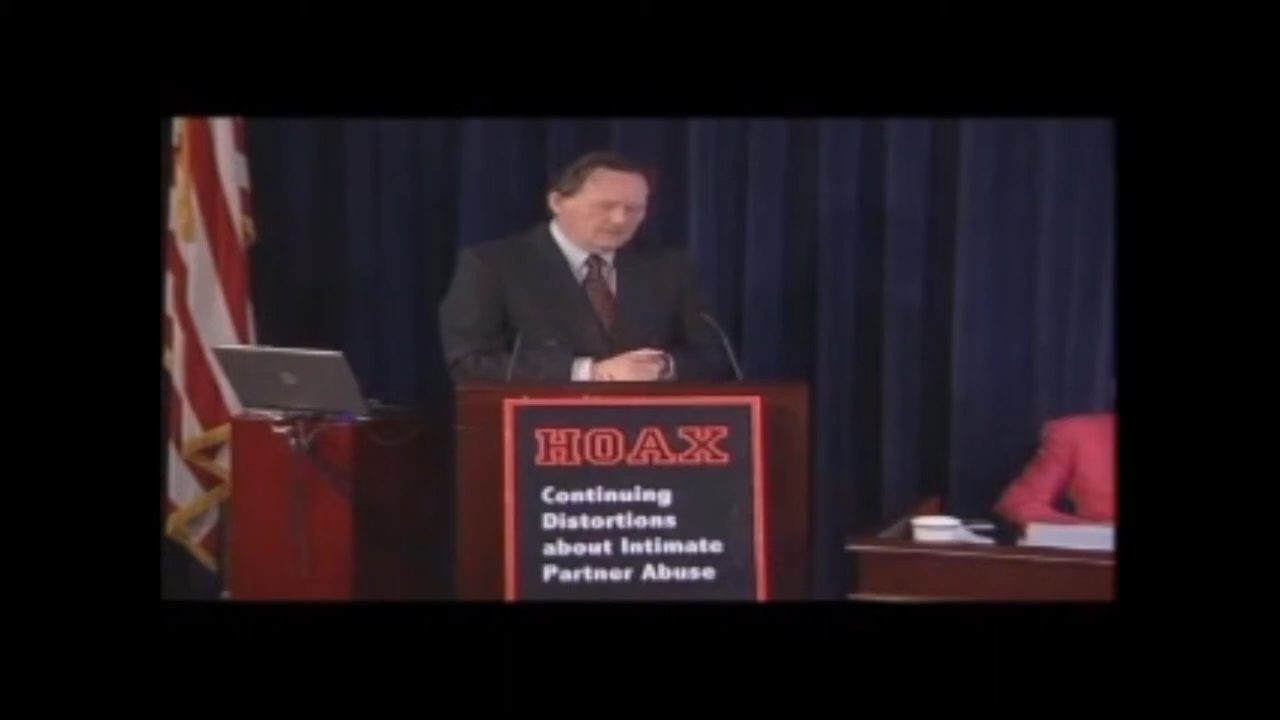 HOAX
Continuing
Distortions
about Intimate
Partner Abuse